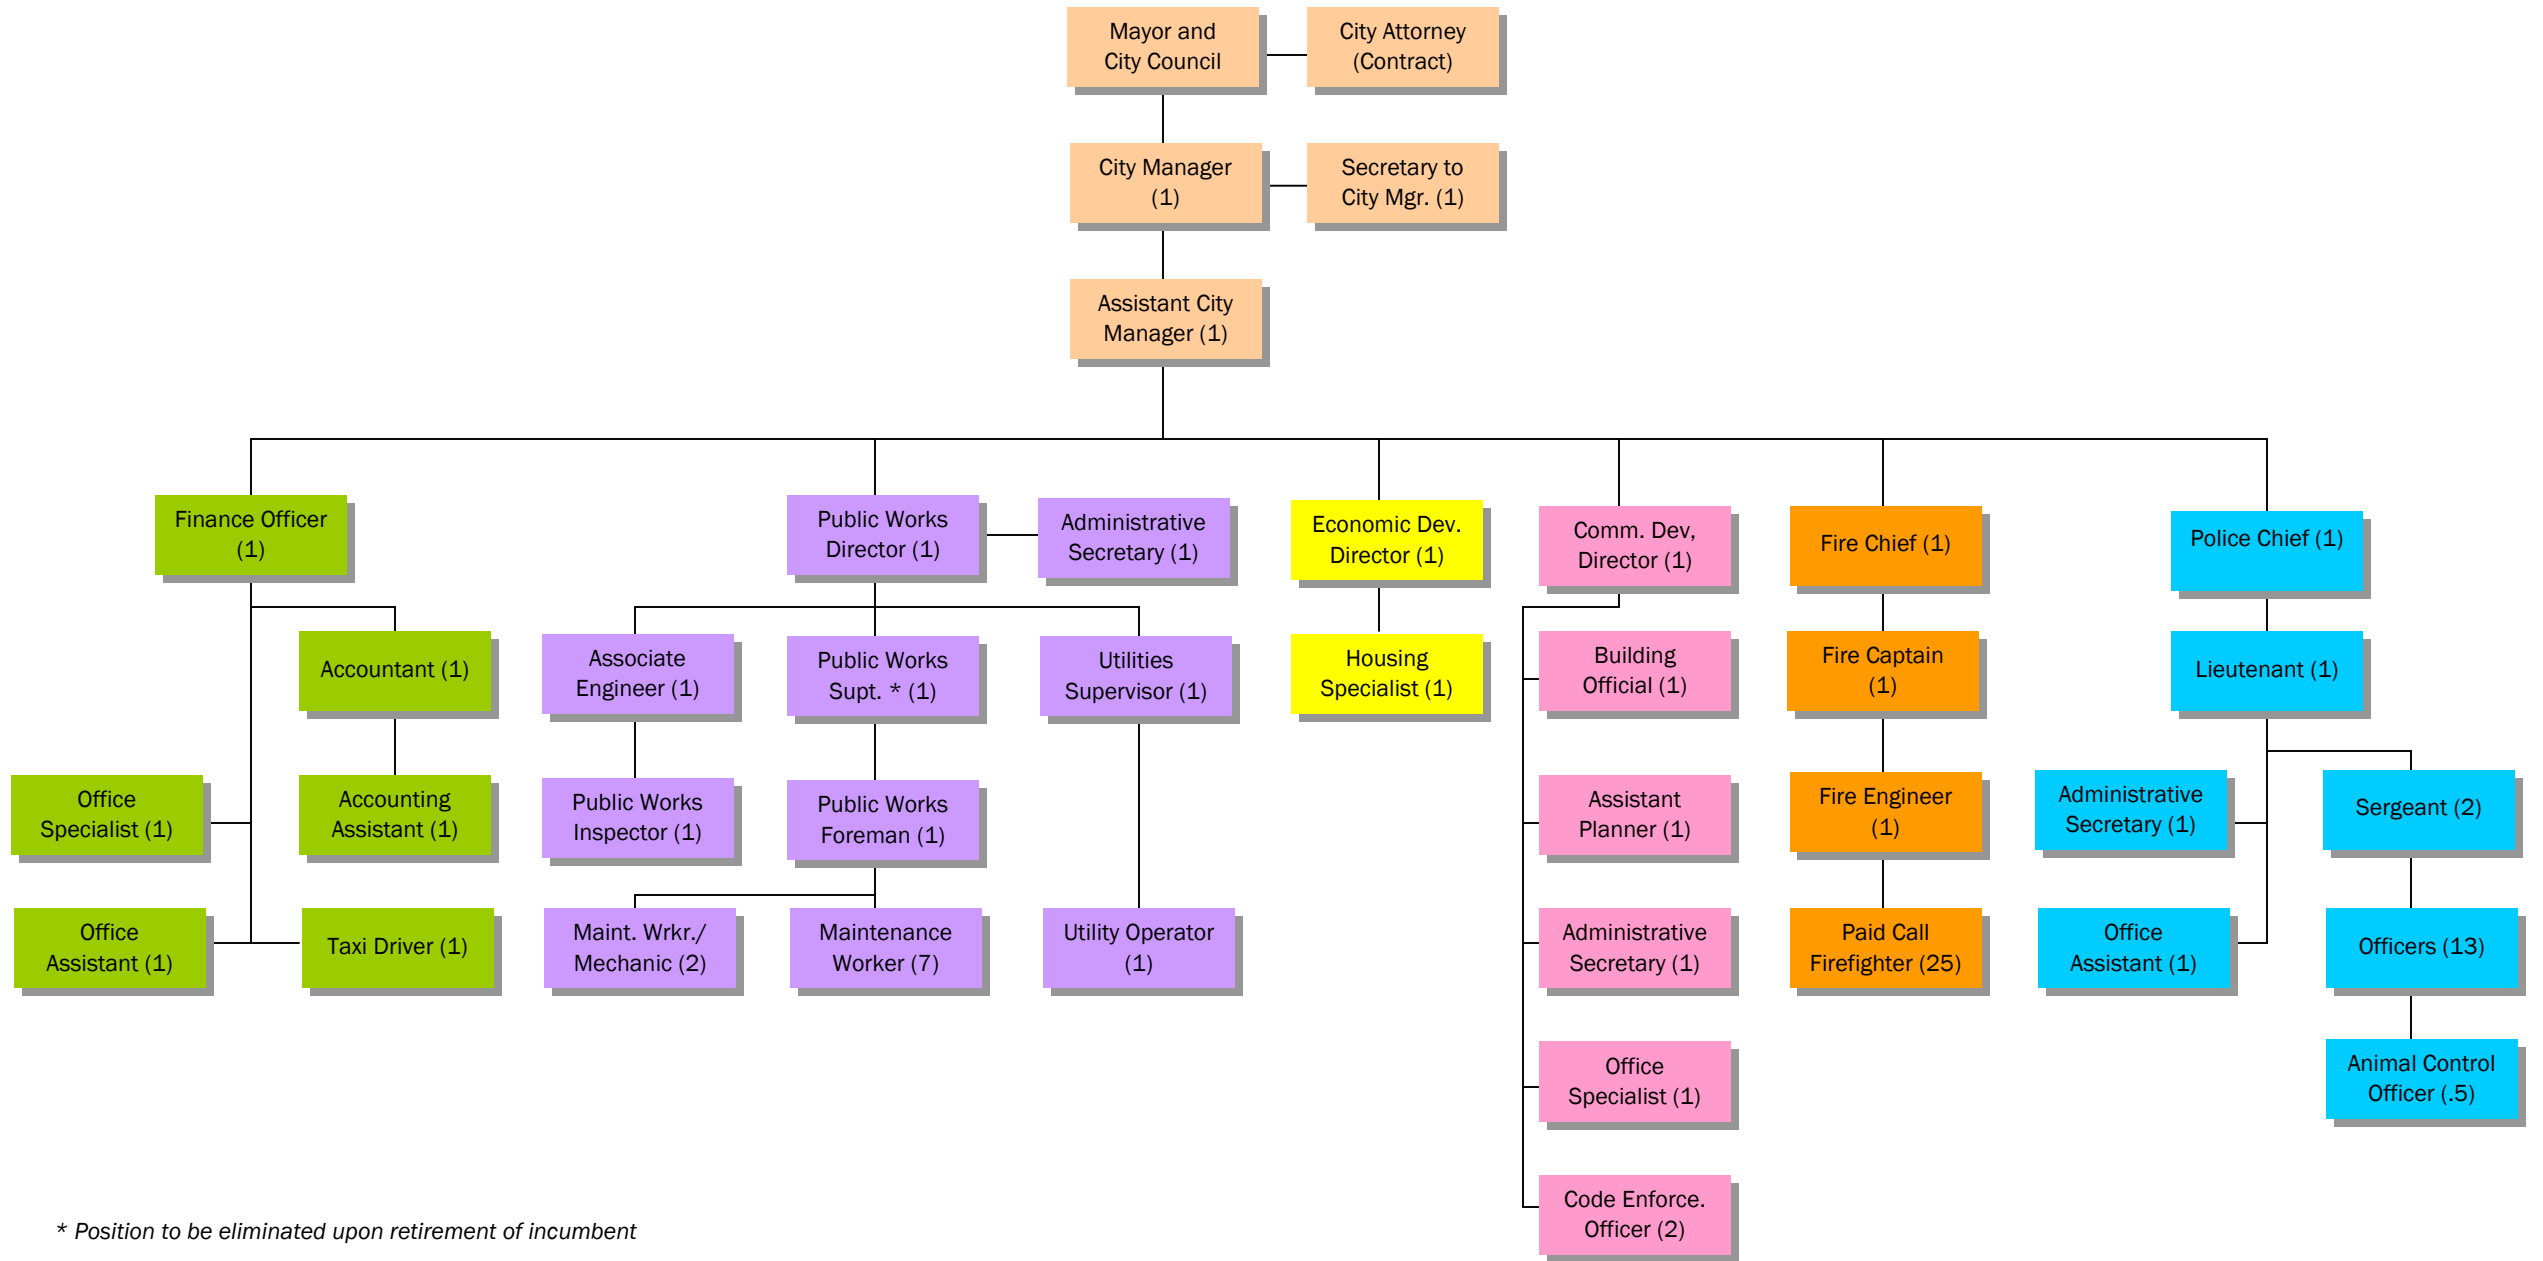 Mayor and
City Council
City Attorney
(Contract)
City Manager
(1)
Secretary to
City Mgr. (1)
Assistant City
Manager (1)
Finance Officer
(1)
Public Works
Director (1)
Administrative
Secretary (1)
Economic Dev.
Director (1)
Comm. Dev,
Director (1)
Fire Chief (1)
Police Chief (1)
Accountant (1)
Associate
Engineer (1)
Public Works
Supt. * (1)
Utilities
Supervisor (1)
Housing
Specialist (1)
Building
Official (1)
Fire Captain
(1)
Lieutenant (1)
Office
Specialist (1)
Accounting
Assistant (1)
Public Works
Inspector (1)
Public Works
Foreman (1)
Assistant
Planner (1)
Fire Engineer
(1)
Administrative
Secretary (1)
Sergeant (2)
Office
Assistant (1)
Taxi Driver (1)
Maint. Wrkr./
Mechanic (2)
Maintenance
Worker (7)
Utility Operator
(1)
Administrative
Secretary (1)
Paid Call
Firefighter (25)
Office
Assistant (1)
Officers (13)
Office
Specialist (1)
Animal Control
Officer (.5)
Code Enforce.
Officer (2)
* Position to be eliminated upon retirement of incumbent